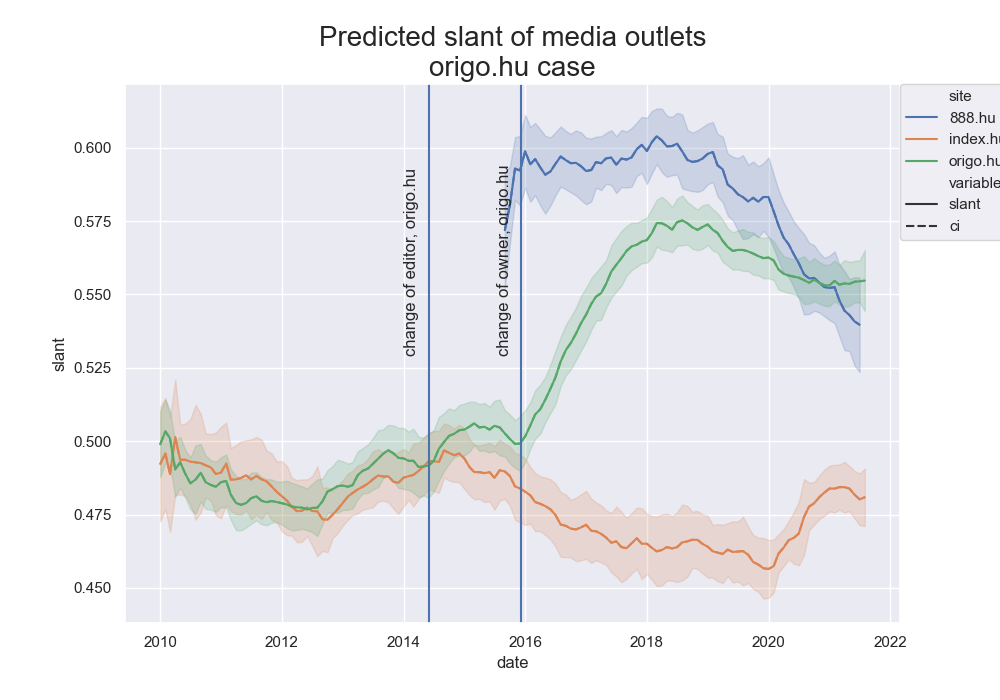 Predicted slant of media outlets
origo.hu case
site
888.hu
index.hu
origo.hu
variable
slant
ci
change of editor, origo.hu
change of owner, origo.hu
slant
0.600
0.575
0.550
0.525
0.500
0.475
0.450
2010 2012 2014 2016 2018 2020 2022
date